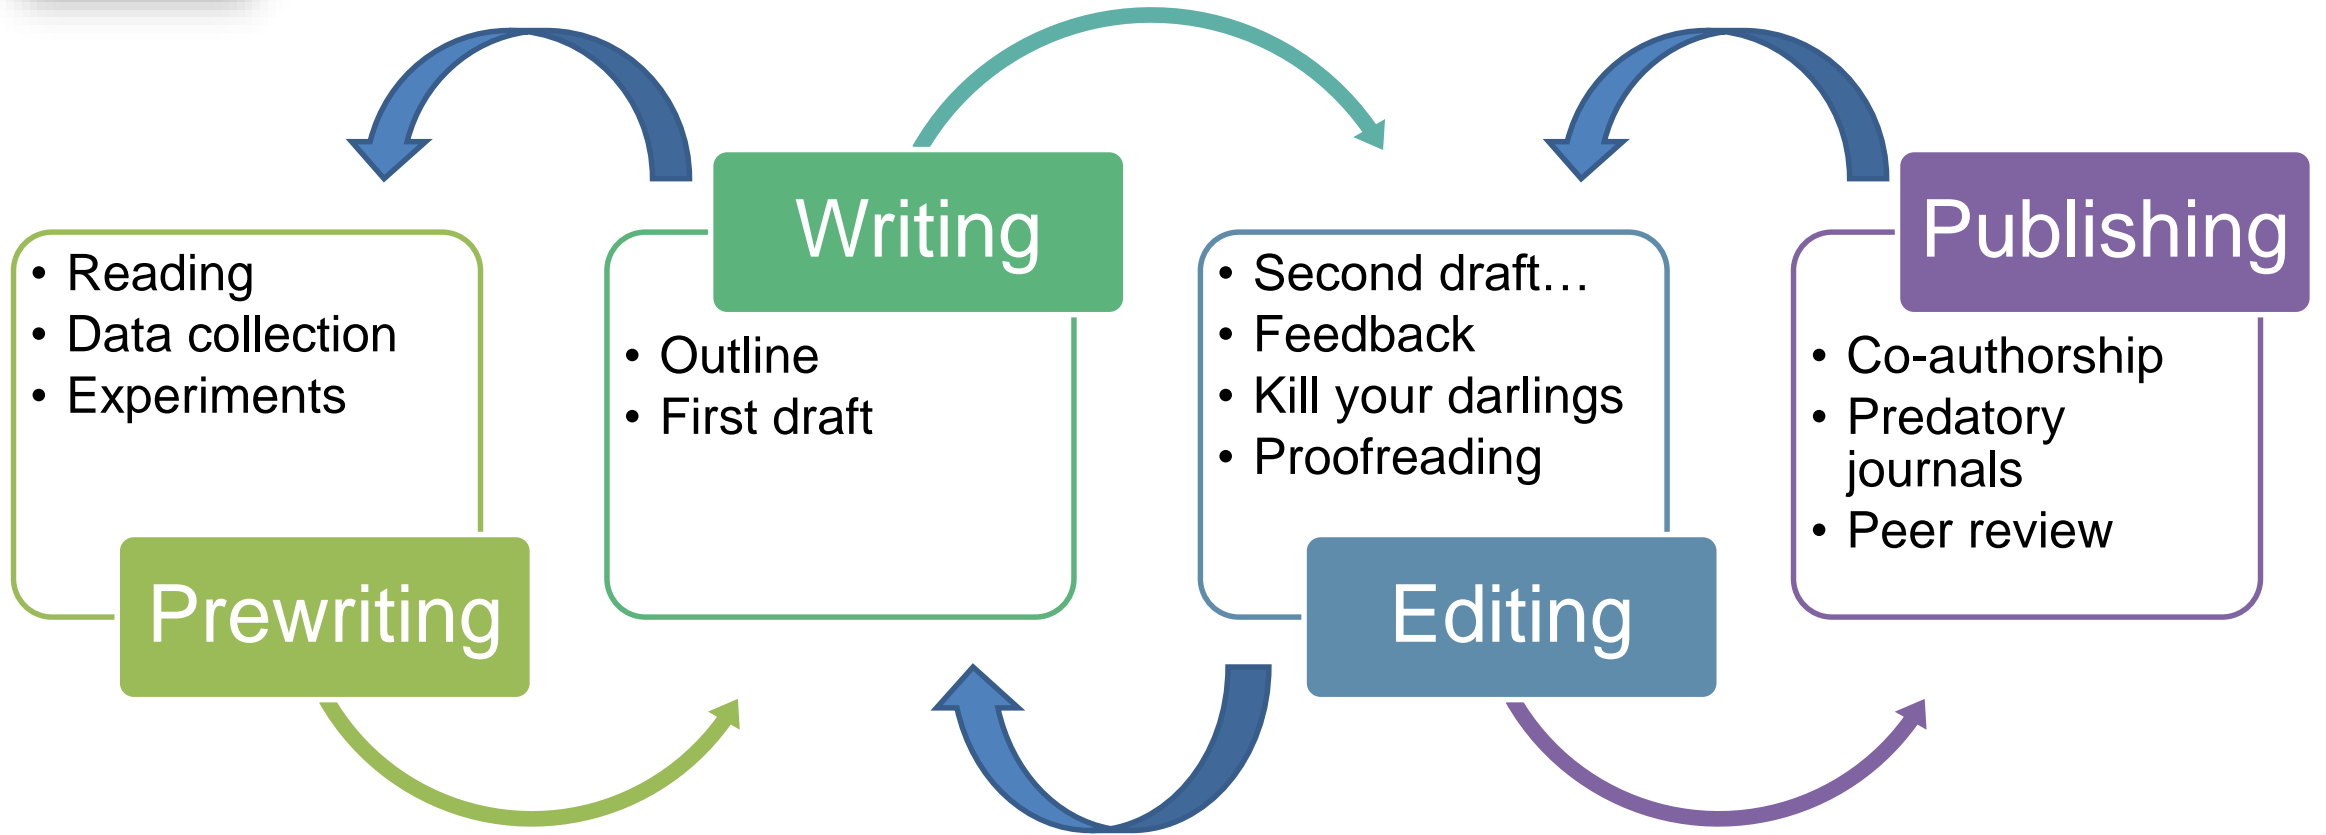 • Reading
• Data collection
• Experiments
Prewriting
Writing
• Outline
• First draft
• Second draft…
• Feedback
• Kill your darlings
• Proofreading
Editing
Publishing
• Co-authorship
• Predatory
journals
• Peer review